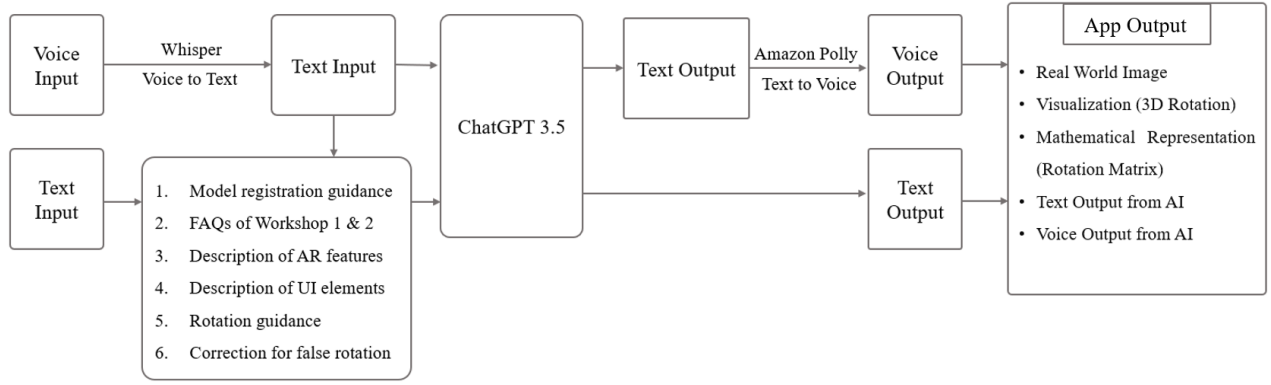 Voice
Input
Whisper
Voice to Text
Text Input
ChatGPT 3.5
Text Output
Amazon Polly
Text to Voice
Voice
Output
App Output
• Real World Image
• Visualization (3D Rotation)
• Mathematical Representation
(Rotation Matrix)
• Text Output from AI
• Voice Output from AI
Text
Input
1. Model registration guidance
2. FAQs of Workshop 1 & 2
3. Description of AR features
4. Description of UI elements
5. Rotation guidance
6. Correction for false rotation
Text
Output